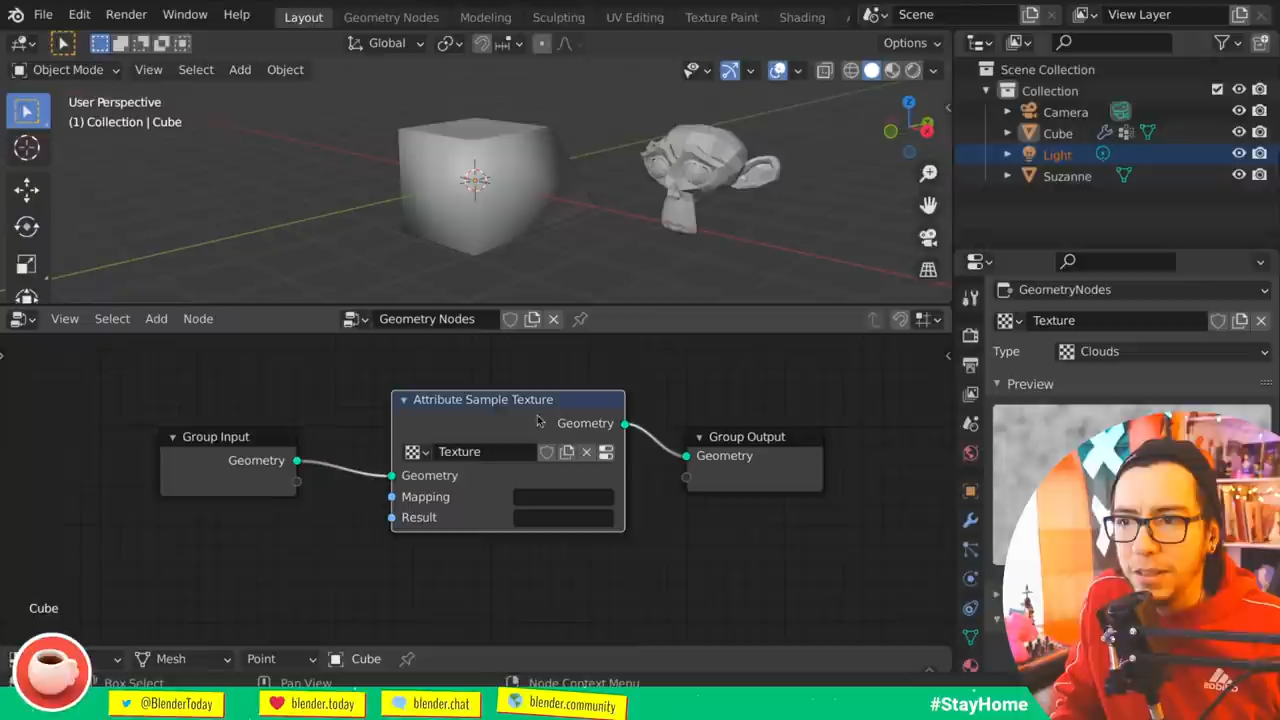 File Edit Render Window Help Layout Geometry Nodes Modeling Sculpting UV Editing Texture Paint Shading Scene View Layer
Global Options
Object Mode View Select Add Object
User Perspective
(1) Collection | Cube
Scene Collection
Collection
Camera
Cube
Light
Suzanne
View Select Add Node Geometry Nodes
GeometryNodes
Texture
Type Clouds
Preview
Group Input
Geometry
Attribute Sample Texture
Geometry
Texture
Geometry
Mapping
Result
Group Output
Geometry
Cube
Mesh Point Cube
Box Select Pan View Node Context Menu
@BlenderToday blender.today blender.chat blender.community #StayHome
adidas